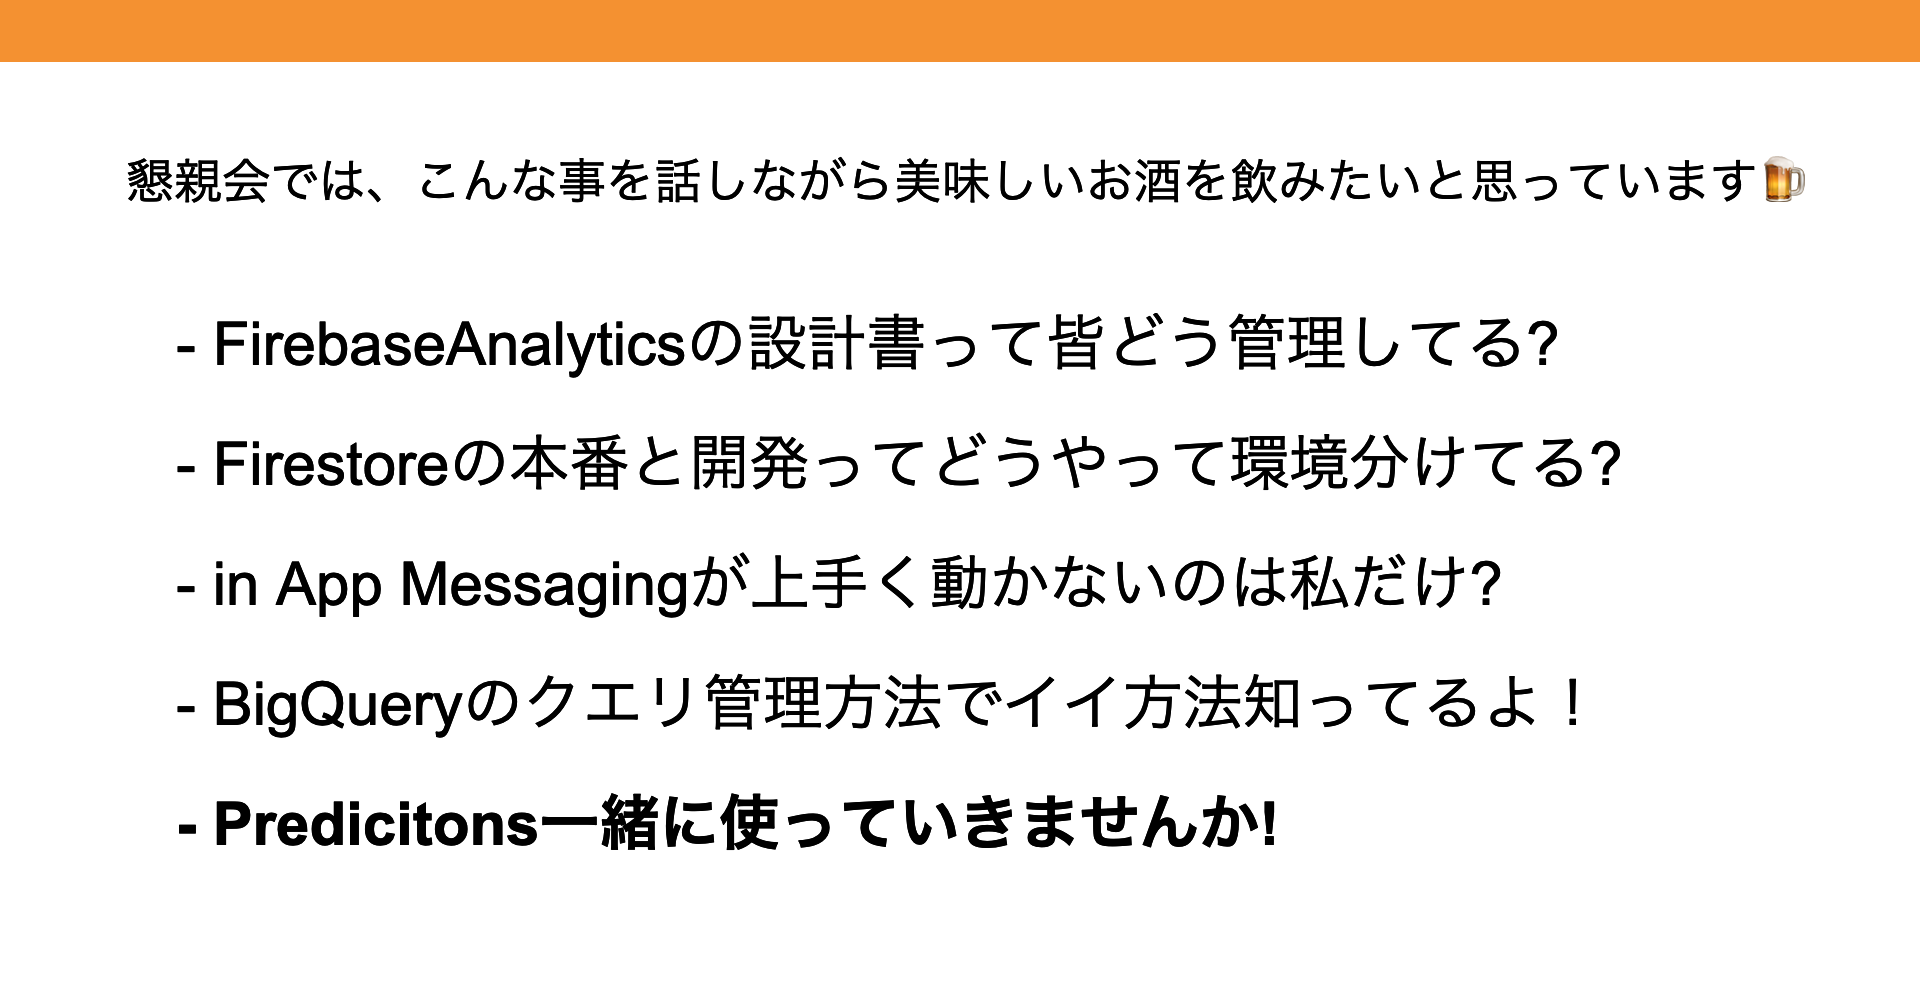 懇親会では、こんな事を話しながら美味しいお酒を飲みたいと思っています🍺
- FirebaseAnalyticsの設計書って皆どう管理してる?
- Firestoreの本番と開発ってどうやって環境分けてる?
- in App Messagingが上手く動かないのは私だけ?
- BigQueryのクエリ管理方法でイイ方法知ってるよ！
- Predicitons一緒に使っていきませんか!